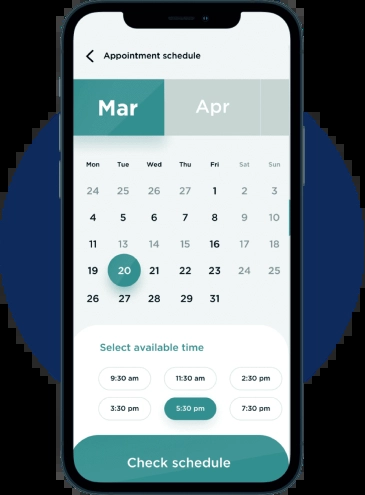 Appointment schedule
Mar Apr
Mon Tue Wed Thu Fri Sat Sun
24 25 26 27 1 2 3
4 5 6 7 8 9 10
11 13 14 15 16 17 18
19 20 21 22 23 24 25
26 27 28 29 31
Select available time
9:30 am 11:30 am 2:30 pm
3:30 pm 5:30 pm 7:30 pm
Check schedule